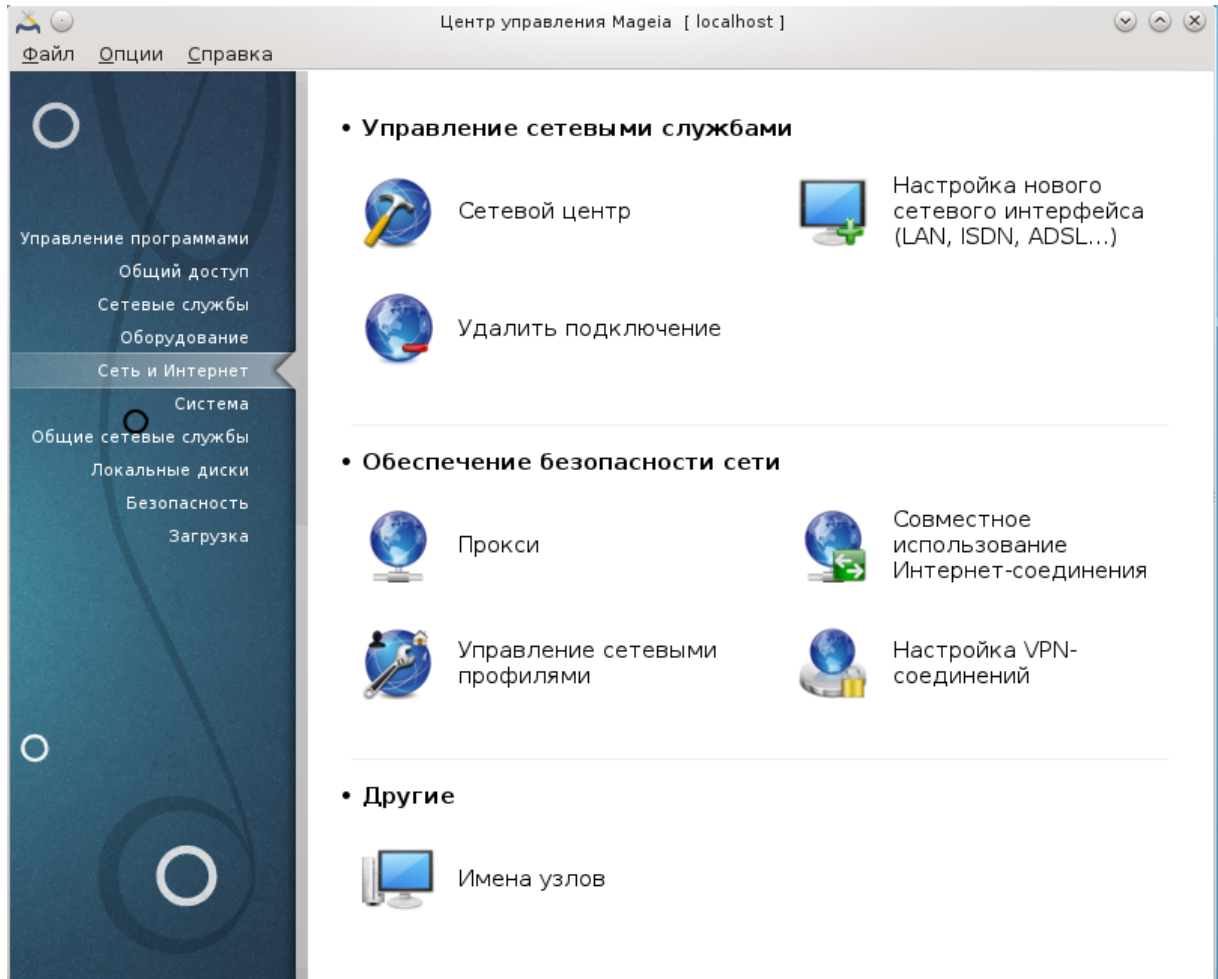 Центр управления Mageia [ localhost ]
Файл Опции Справка
Управление программами
Общий доступ
Сетевые службы
Оборудование
Сеть и Интернет
Система
Общие сетевые службы
Локальные диски
Безопасность
Загрузка
• Управление сетевыми службами
Сетевой центр
Настройка нового
сетевого интерфейса
(LAN, ISDN, ADSL...)
Удалить подключение
• Обеспечение безопасности сети
Прокси
Совместное
использование
Интернет-соединения
Управление сетевыми
профилями
Настройка VPN-
соединений
• Другие
Имена узлов